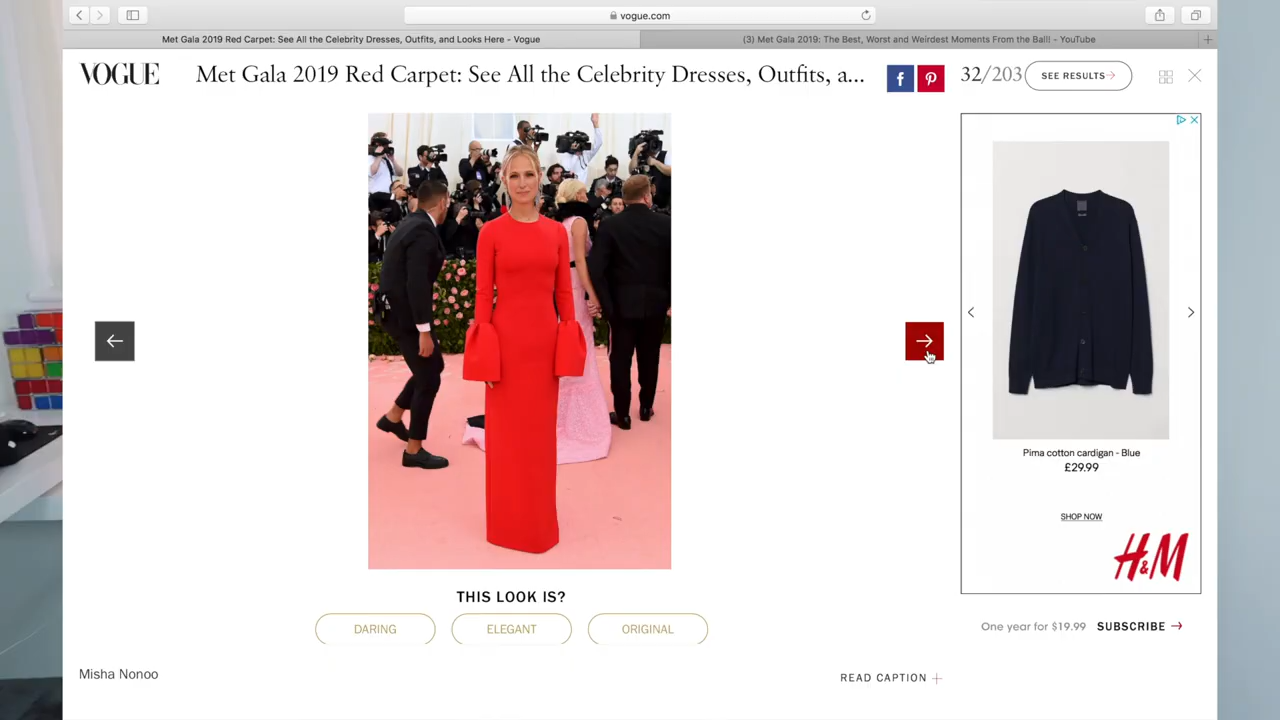 vogue.com
Met Gala 2019 Red Carpet: See All the Celebrity Dresses, Outfits, and Looks Here - Vogue
(3) Met Gala 2019: The Best, Worst and Weirdest Moments From the Ball! - YouTube
VOGUE
Met Gala 2019 Red Carpet: See All the Celebrity Dresses, Outfits, a...
f
32/203
SEE RESULTS
Pima cotton cardigan - Blue
£29.99
SHOP NOW
H&M
THIS LOOK IS?
DARING
ELEGANT
ORIGINAL
One year for $19.99 SUBSCRIBE
Misha Nonoo
READ CAPTION